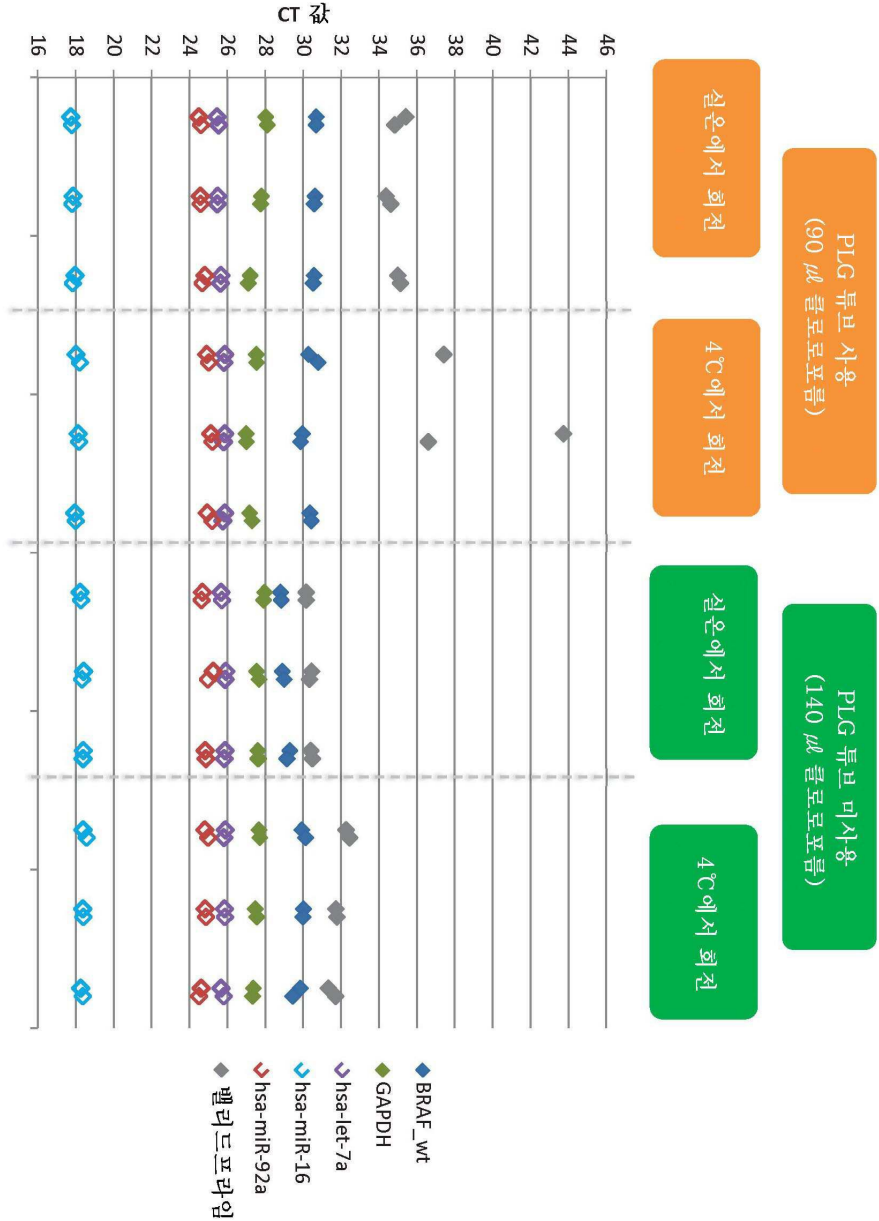 PLG 튜브 사용
(90 ㎕ 클로로포름)
PLG 튜브 미사용
(140 ㎕ 클로로포름)
실온에서 회전
4℃에서 회전
실온에서 회전
4℃에서 회전
CT 값
46
44
42
40
38
36
34
32
30
28
26
24
22
20
18
16
BRAF_wt
GAPDH
hsa-let-7a
hsa-miR-16
hsa-miR-92a
밸리드프라임